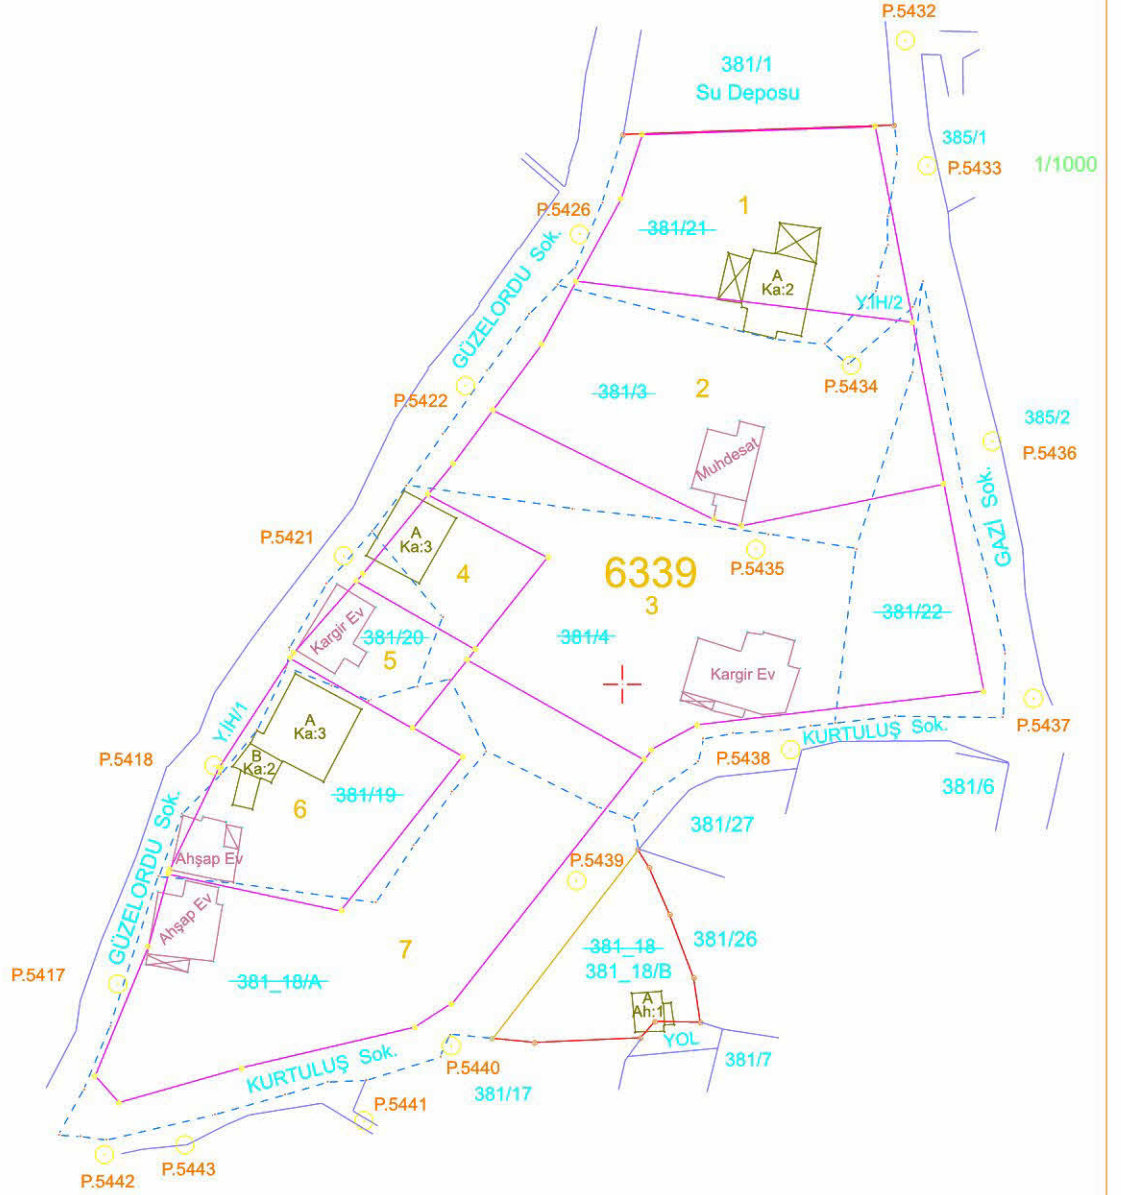 P.5432
381/1
Su Deposu
385/1
P.5433
1/1000
1
P.5426
381/21
A
Ka:2
GÜZELORDU Sok.
Y.İH/2
P.5434
381/3
2
P.5422
385/2
P.5436
Muhdesat
GAZİ Sok.
P.5421
A
Ka:3
4
6339
3
P.5435
381/22
Kargir Ev
381/20
5
381/4
Kargir Ev
P.5437
Y.İH/1
A
Ka:3
B
Ka:2
P.5418
KURTULUŞ Sok.
P.5438
381/6
381/19
6
381/27
GÜZELORDU Sok.
Ahşap Ev
P.5439
Ahşap Ev
7
381/26
381_18
381_18/B
P.5417
381_18/A
A
Ah:1
YOL
381/7
KURTULUŞ Sok.
P.5440
381/17
P.5441
P.5443
P.5442